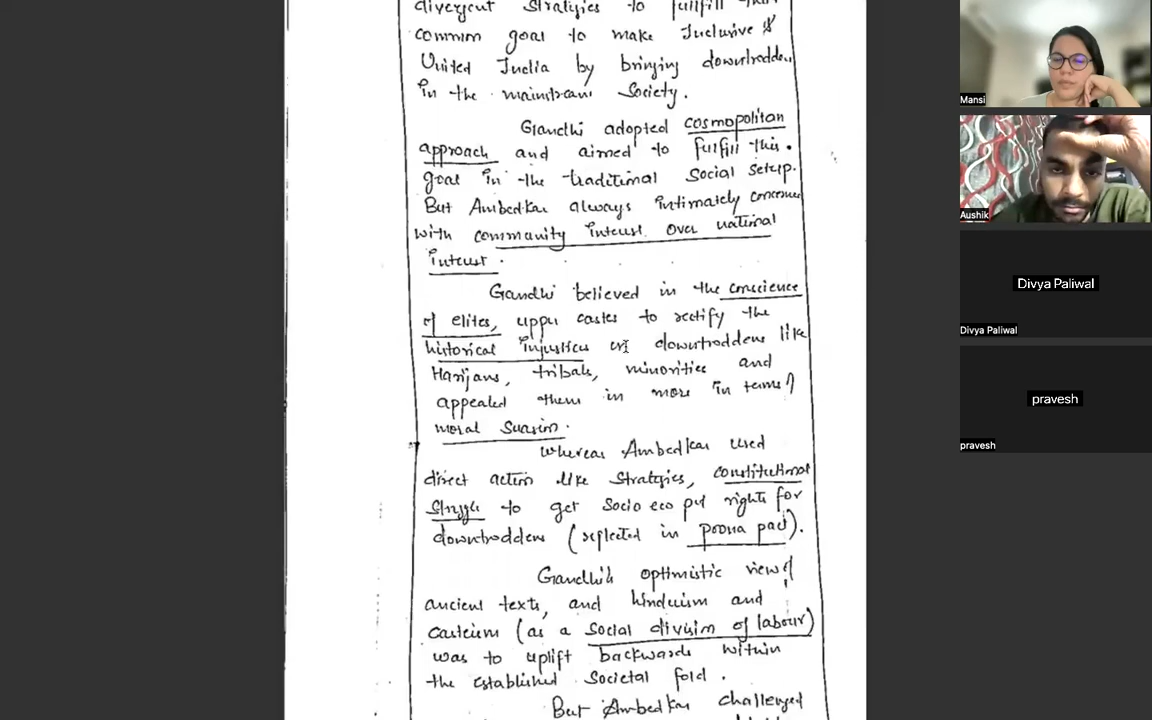 divergent strategies to fulfill their
common goal to make Inclusive &
United India by bringing downtrodden
in the mainstream Society.
Gandhi adopted cosmopolitan
approach and aimed to fulfill this
goal in the traditional Social setup.
But Ambedkar always intimately concerned
with community interest over national
interest.
Gandhi believed in the conscience
of elites, upper castes to rectify the
historical injustices on downtroddens like
Harijans, tribals, minorities and
appealed them in more in terms of
moral suasion.
whereas Ambedkar used
direct action like strategies, constitutional
struggle to get socio eco pol rights for
downtroddens (reflected in poona pact).
Gandhi's optimistic view of
ancient texts, and hinduism and
casteism (as a social division of labour)
was to uplift backwards within
the established societal fold.
But Ambedkar challenged
Mansi
Aushik
Divya Paliwal
Divya Paliwal
pravesh
pravesh